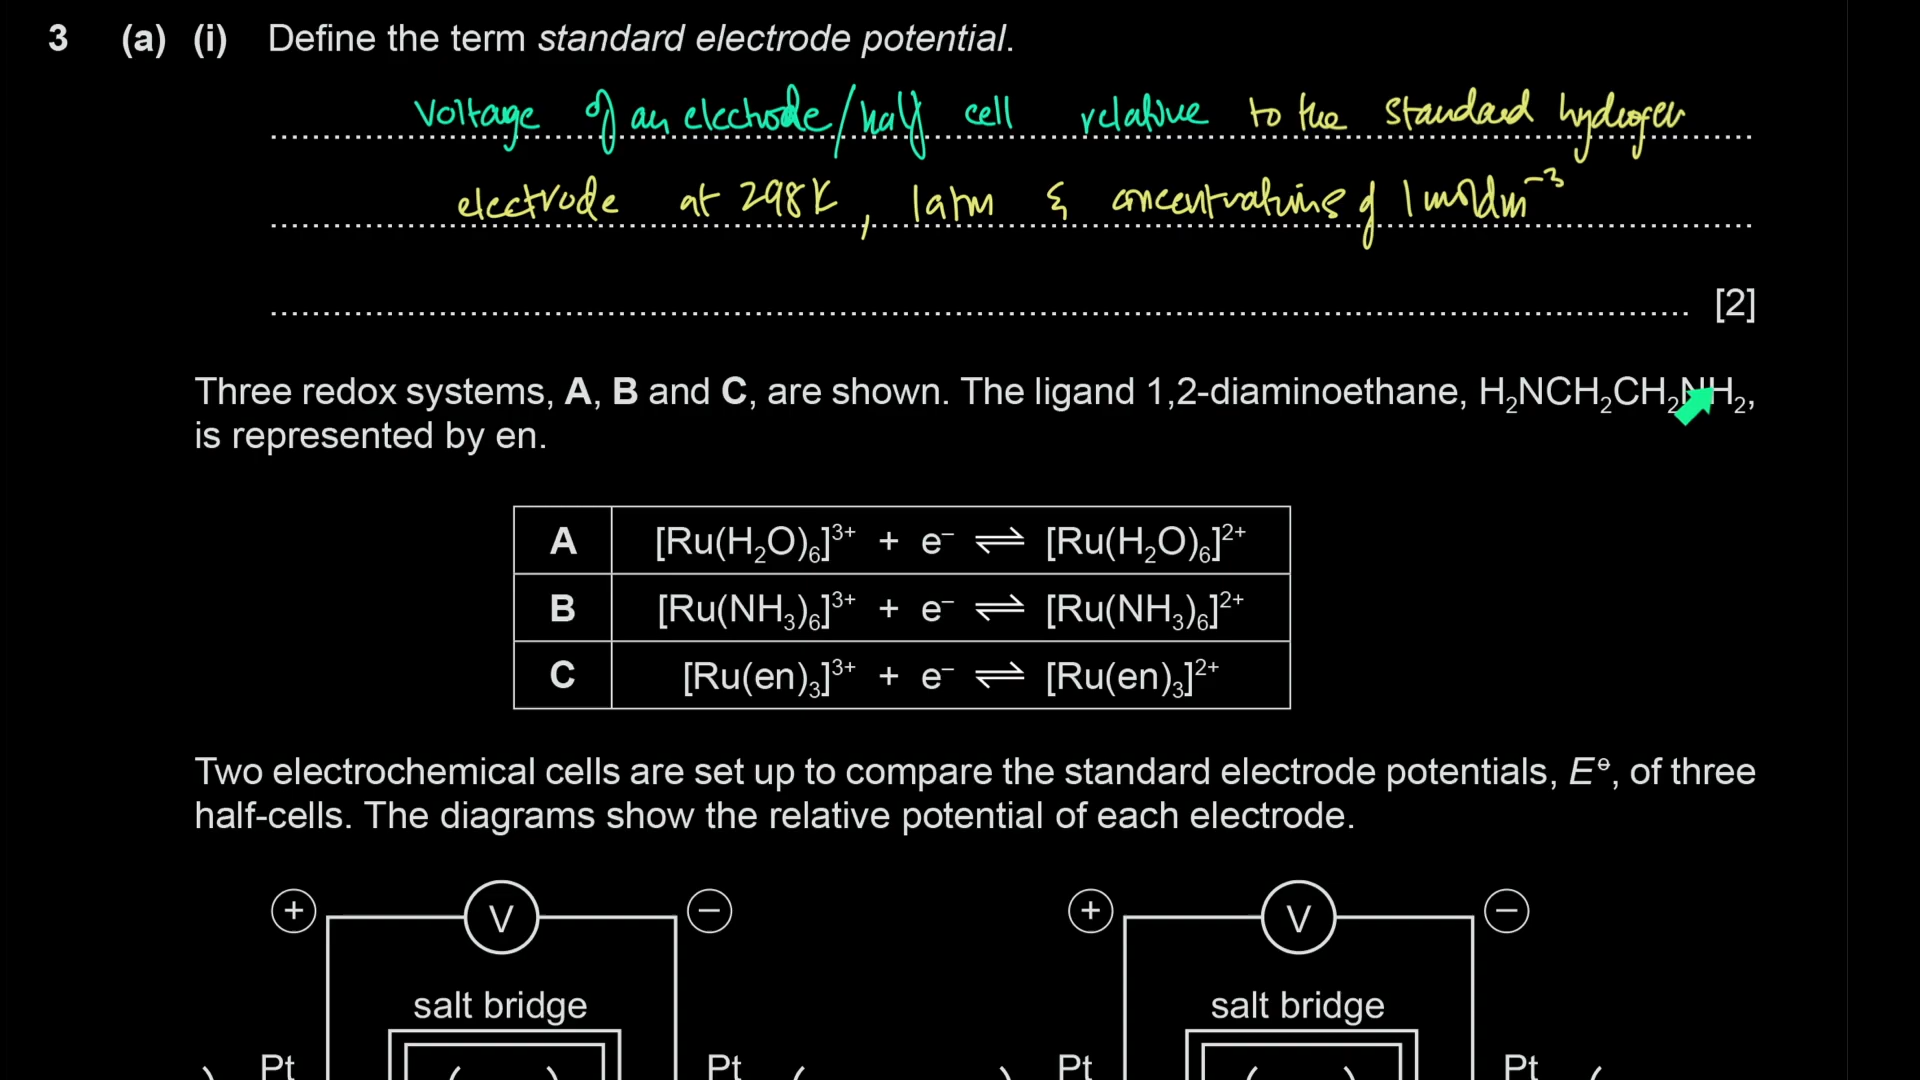 3 (a) (i) Define the term standard electrode potential.
voltage of an electrode/half cell relative to the standard hydrogen
electrode at 298K, 1atm & concentrations of 1 moldm⁻³
[2]
Three redox systems, A, B and C, are shown. The ligand 1,2-diaminoethane, H₂NCH₂CH₂NH₂,
is represented by en.
A [Ru(H₂O)₆]³⁺ + e⁻ ⇌ [Ru(H₂O)₆]²⁺
B [Ru(NH₃)₆]³⁺ + e⁻ ⇌ [Ru(NH₃)₆]²⁺
C [Ru(en)₃]³⁺ + e⁻ ⇌ [Ru(en)₃]²⁺
Two electrochemical cells are set up to compare the standard electrode potentials, E⦵, of three
half-cells. The diagrams show the relative potential of each electrode.
+ V − + V −
salt bridge salt bridge
Pt Pt Pt Pt